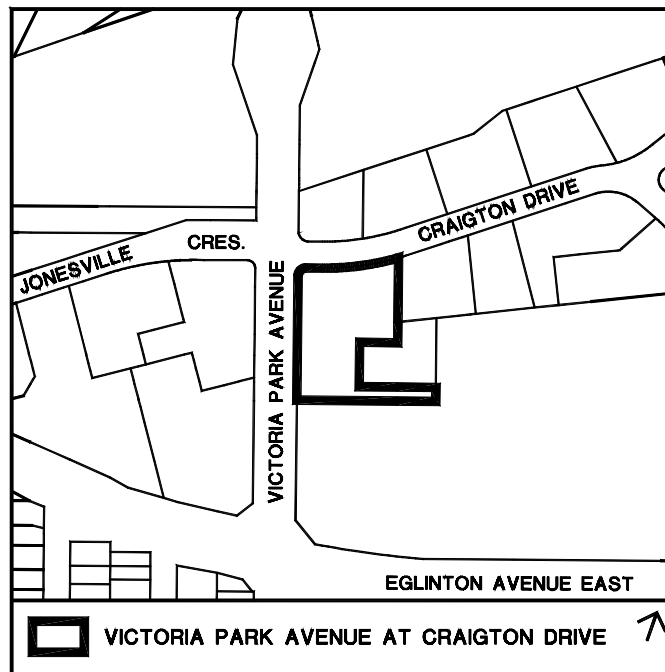 CRAIGTON DRIVE
JONESVILLE CRES.
VICTORIA PARK AVENUE
EGLINTON AVENUE EAST
VICTORIA PARK AVENUE AT CRAIGTON DRIVE